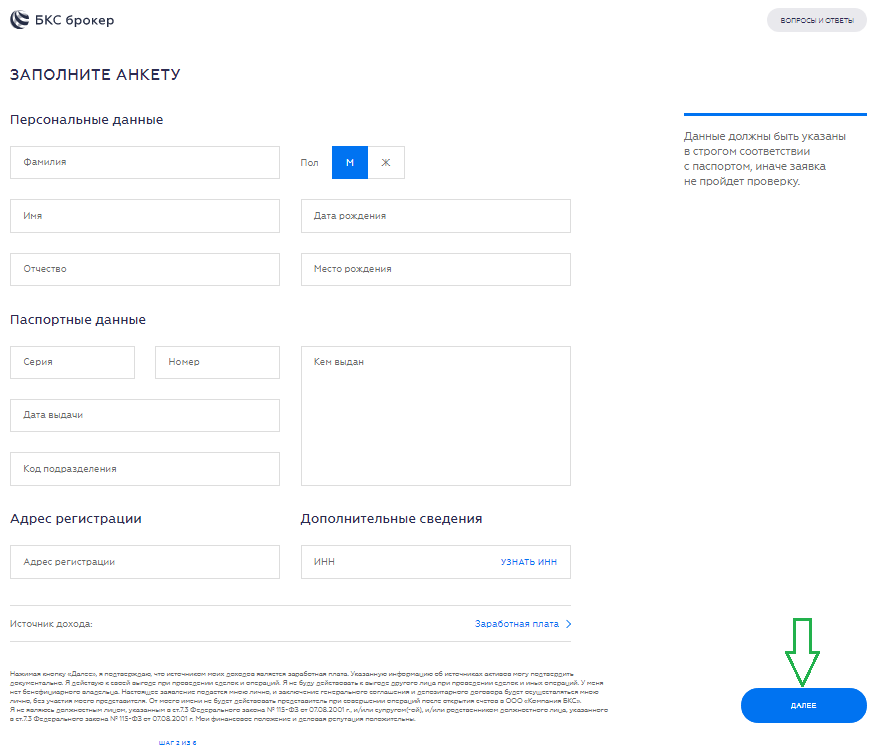 БКС брокер
ВОПРОСЫ И ОТВЕТЫ
ЗАПОЛНИТЕ АНКЕТУ
Персональные данные
Фамилия
Пол
М
Ж
Имя
Дата рождения
Отчество
Место рождения
Данные должны быть указаны
в строгом соответствии
с паспортом, иначе заявка
не пройдет проверку.
Паспортные данные
Серия
Номер
Кем выдан
Дата выдачи
Код подразделения
Адрес регистрации
Дополнительные сведения
Адрес регистрации
ИНН
УЗНАТЬ ИНН
Источник дохода:
Заработная плата
Нажимая кнопку «Далее», я подтверждаю, что источником моих доходов является заработная плата. Указанную информацию об источниках активов могу подтвердить
документально. Я действую к своей выгоде при проведении сделок и операций. Я не буду действовать к выгоде другого лица при проведении сделок и иных операций. У меня
нет бенефициарного владельца. Настоящее заявление подается мною лично, и заключение генерального соглашения и депозитарного договора будет осуществляться мною
лично, без участия моего представителя. От моего имени не будет действовать представитель при совершении операций после открытия счетов в ООО «Компания БКС».
Я не являюсь должностным лицом, указанным в ст.7.3 Федерального закона № 115-ФЗ от 07.08.2001 г., и/или супругом(-ой), и/или родственником должностного лица, указанного
в ст.7.3 Федерального закона № 115-ФЗ от 07.08.2001 г. Мои финансовое положение и деловая репутация положительны.
ДАЛЕЕ
ШАГ 2 ИЗ 6